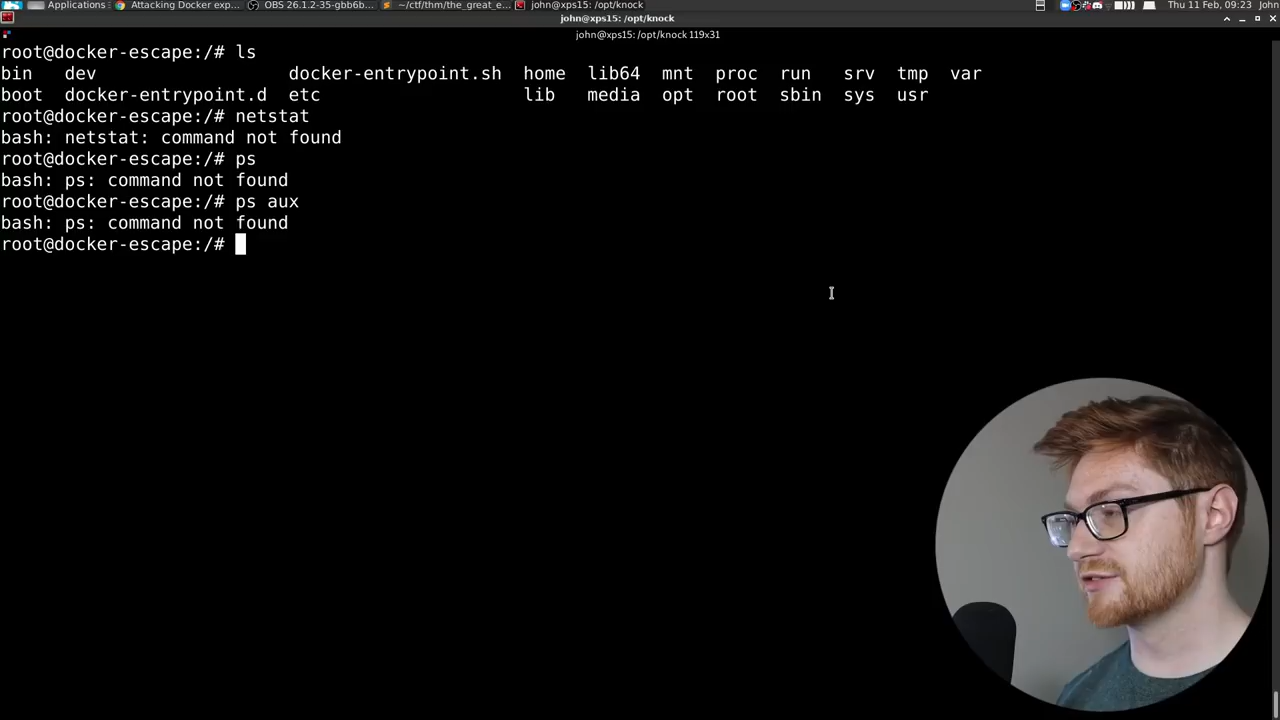 Applications
Attacking Docker exp...
OBS 26.1.2-35-gbb6b...
~/ctf/thm/the_great_e...
john@xps15: /opt/knock
Thu 11 Feb, 09:23 John
john@xps15: /opt/knock
john@xps15: /opt/knock 119x31
root@docker-escape:/# ls
bin dev docker-entrypoint.sh home lib64 mnt proc run srv tmp var
boot docker-entrypoint.d etc lib media opt root sbin sys usr
root@docker-escape:/# netstat
bash: netstat: command not found
root@docker-escape:/# ps
bash: ps: command not found
root@docker-escape:/# ps aux
bash: ps: command not found
root@docker-escape:/#